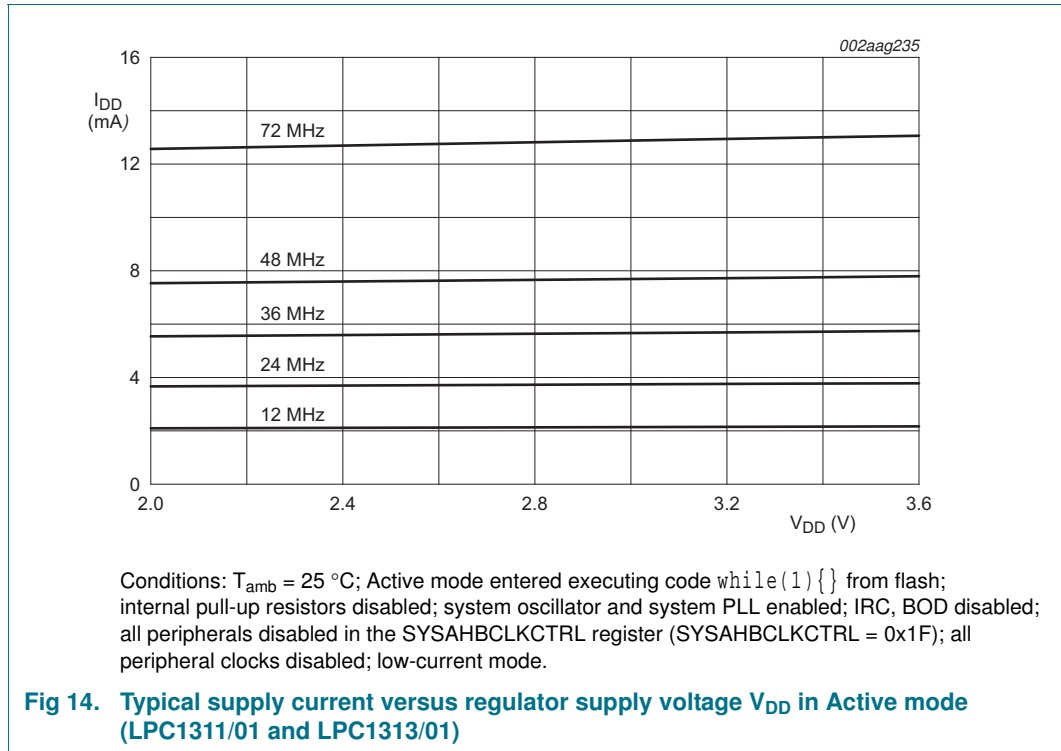 002aag235
16
I_DD
(mA)
72 MHz
12
48 MHz
8
36 MHz
24 MHz
4
12 MHz
0
2.0 2.4 2.8 3.2 3.6
V_DD (V)
Conditions: T_amb = 25 °C; Active mode entered executing code while(1){} from flash;
internal pull-up resistors disabled; system oscillator and system PLL enabled; IRC, BOD disabled;
all peripherals disabled in the SYSAHBCLKCTRL register (SYSAHBCLKCTRL = 0x1F); all
peripheral clocks disabled; low-current mode.
Fig 14. Typical supply current versus regulator supply voltage V_DD in Active mode
(LPC1311/01 and LPC1313/01)